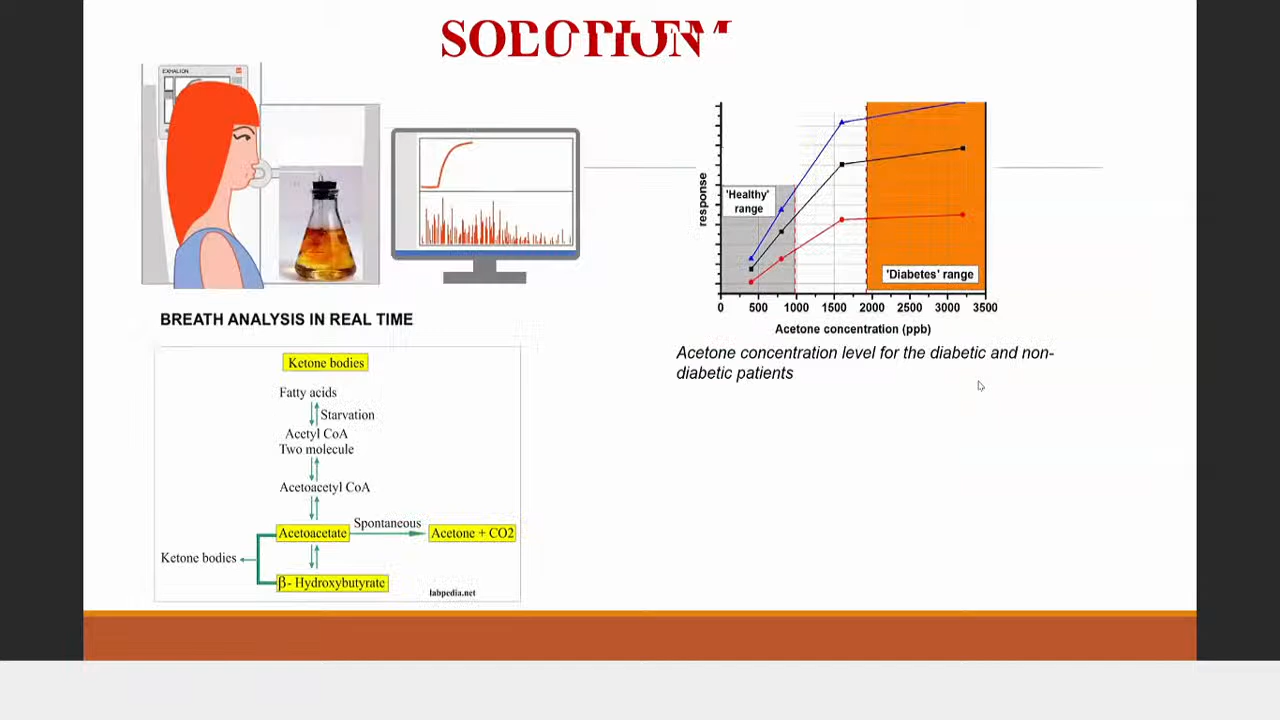 EXHALION
BREATH ANALYSIS IN REAL TIME
Ketone bodies
Fatty acids
Starvation
Acetyl CoA
Two molecule
Acetoacetyl CoA
Acetoacetate
Spontaneous
Acetone + CO2
Ketone bodies
β- Hydroxybutyrate
labpedia.net
response
'Healthy'
range
'Diabetes' range
0 500 1000 1500 2000 2500 3000 3500
Acetone concentration (ppb)
Acetone concentration level for the diabetic and non-
diabetic patients